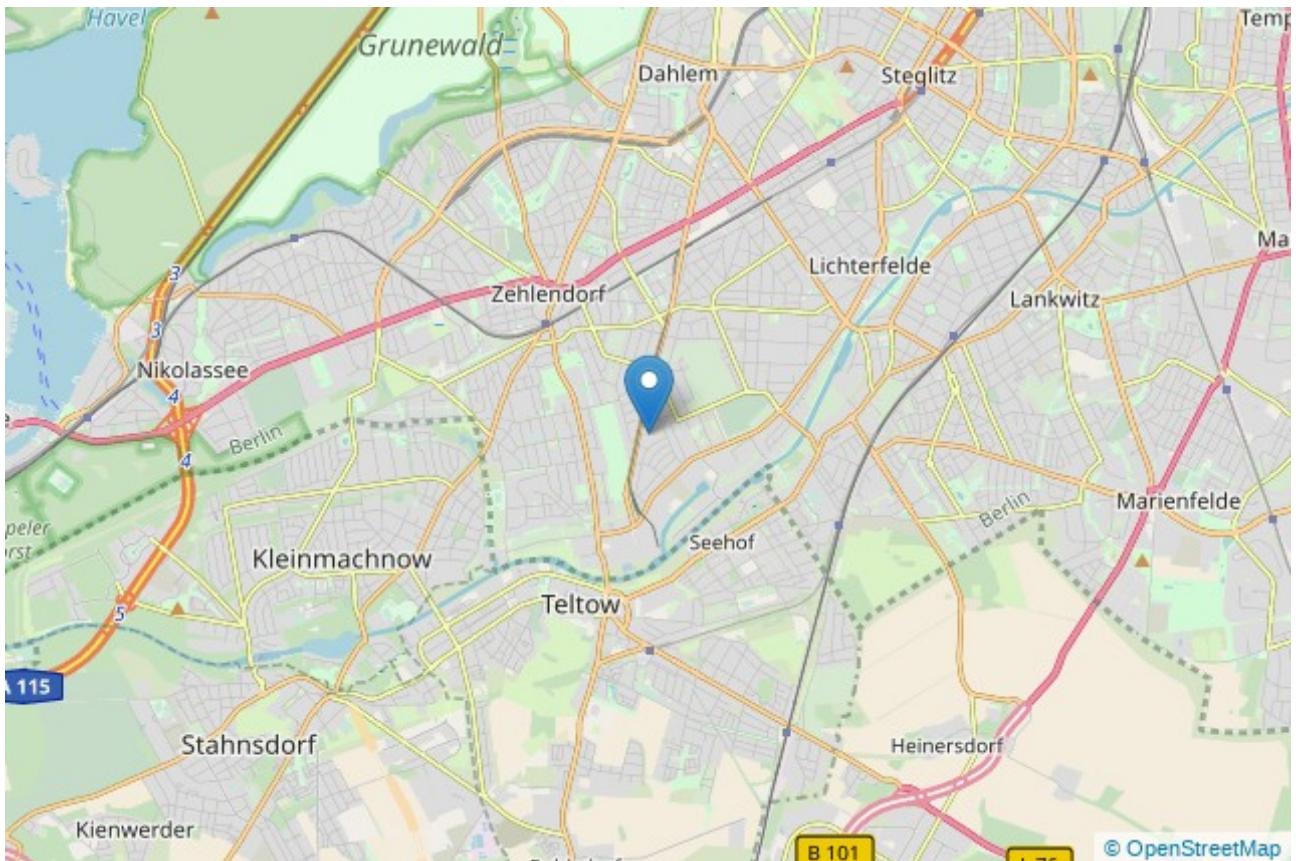 Havel
Grunewald
Dahlem
Steglitz
Temp
Lichterfelde
Ma
Zehlendorf
Lankwitz
3
3
Nikolassee
4
Berlin
4
Berlin
Marienfelde
Seehof
Kleinmachnow
Teltow
5
A 115
Stahnsdorf
Heinersdorf
Kienwerder
B 101
© OpenStreetMap